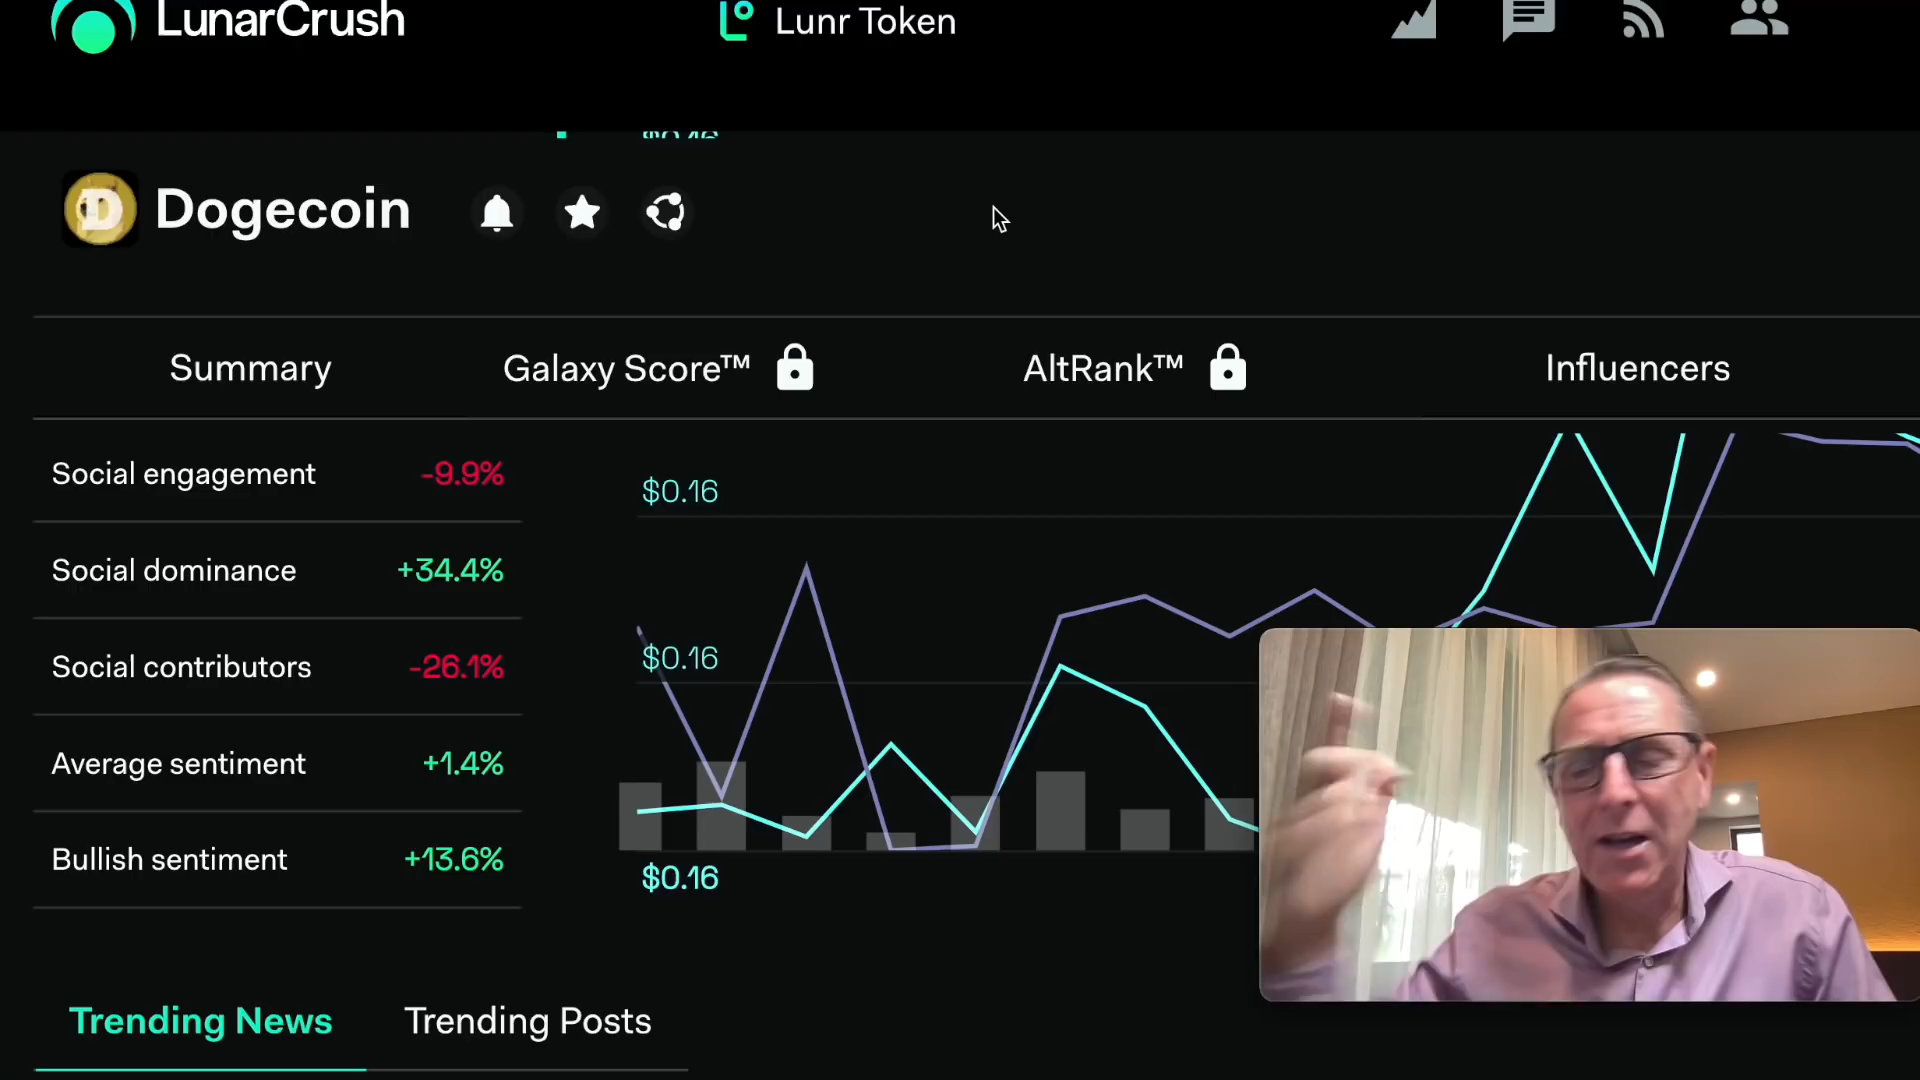 LunarCrush
Lunr Token
$0.16
Dogecoin
Summary
Galaxy Score™
AltRank™
Influencers
Social engagement -9.9%
Social dominance +34.4%
Social contributors -26.1%
Average sentiment +1.4%
Bullish sentiment +13.6%
$0.16
$0.16
$0.16
Trending News
Trending Posts